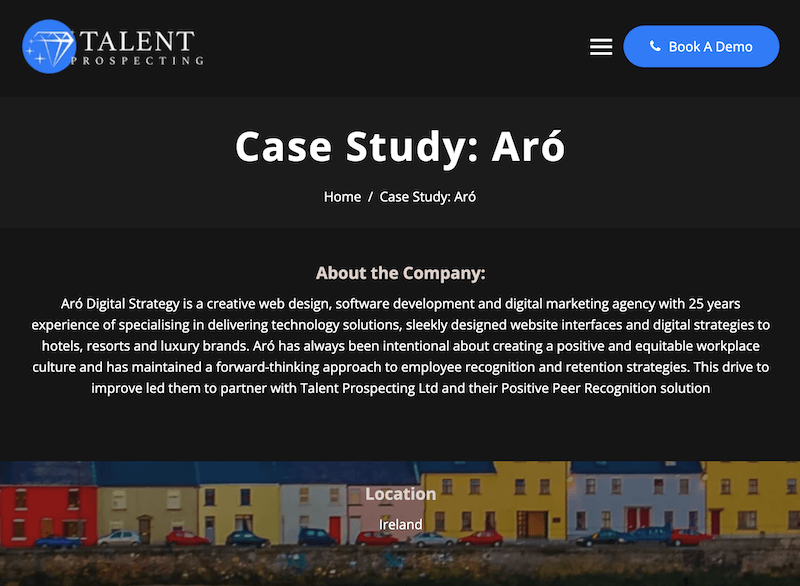 TALENT
PROSPECTING
Book A Demo
Case Study: Aró
Home / Case Study: Aró
About the Company:
Aró Digital Strategy is a creative web design, software development and digital marketing agency with 25 years
experience of specialising in delivering technology solutions, sleekly designed website interfaces and digital strategies to
hotels, resorts and luxury brands. Aró has always been intentional about creating a positive and equitable workplace
culture and has maintained a forward-thinking approach to employee recognition and retention strategies. This drive to
improve led them to partner with Talent Prospecting Ltd and their Positive Peer Recognition solution
Location
Ireland